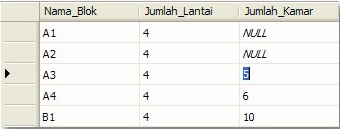 Nama_Blok Jumlah_Lantai Jumlah_Kamar
A1 4 NULL
A2 4 NULL
A3 4 5
A4 4 6
B1 4 10